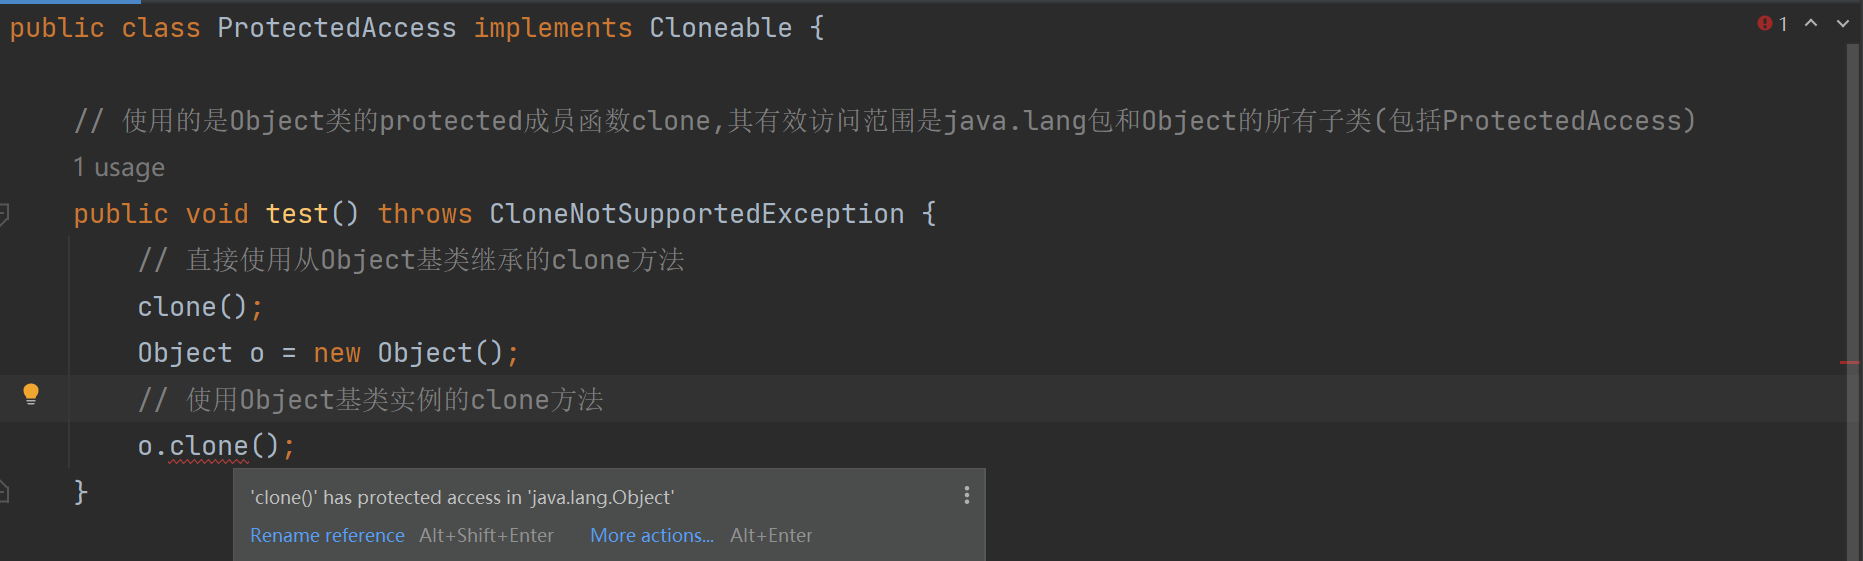 public class ProtectedAccess implements Cloneable {
1
// 使用的是Object类的protected成员函数clone,其有效访问范围是java.lang包和Object的所有子类(包括ProtectedAccess)
1 usage
public void test() throws CloneNotSupportedException {
// 直接使用从Object基类继承的clone方法
clone();
Object o = new Object();
// 使用Object基类实例的clone方法
o.clone();
}
'clone()' has protected access in 'java.lang.Object'
Rename reference Alt+Shift+Enter More actions... Alt+Enter